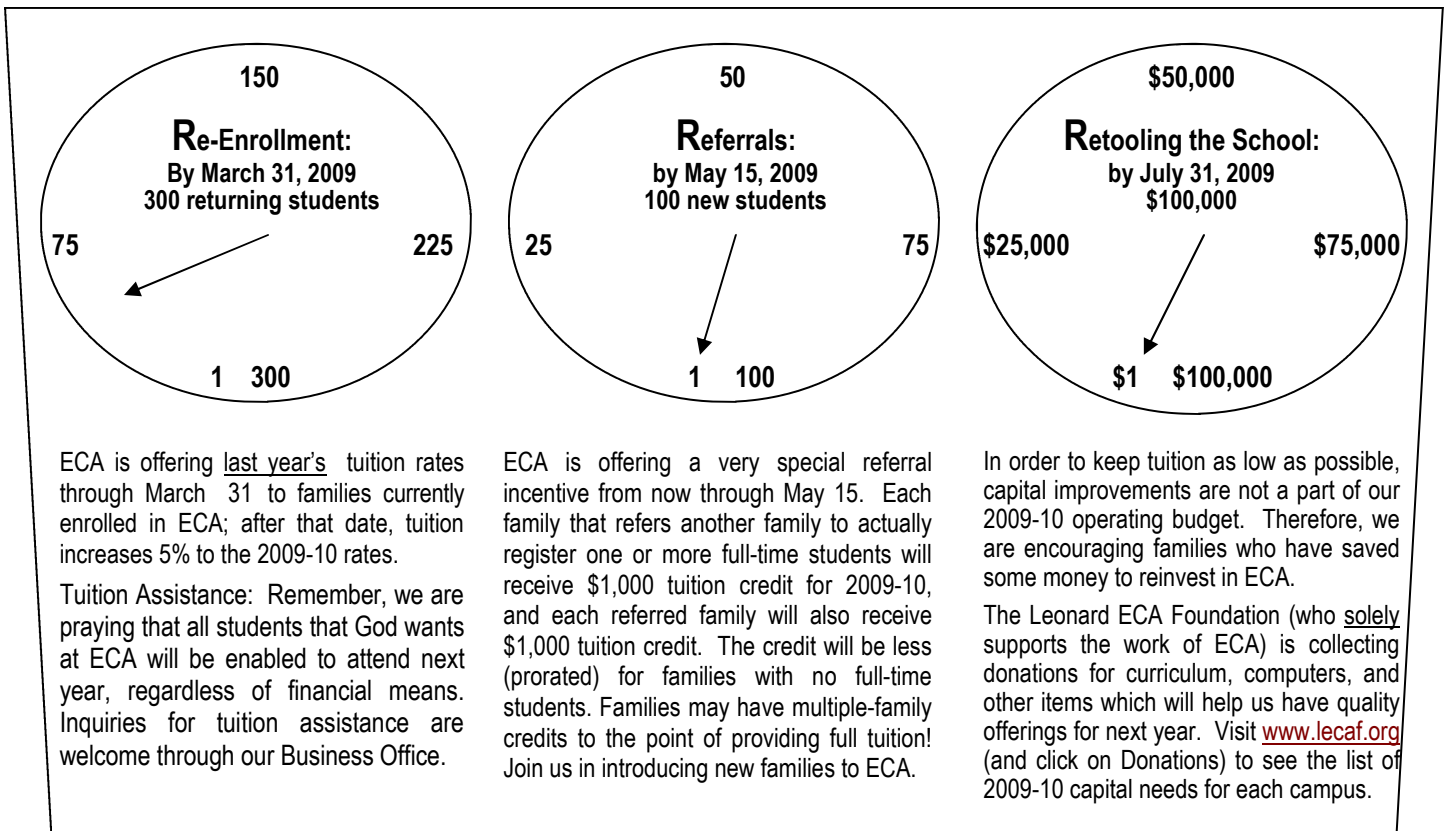 150
Re-Enrollment:
By March 31, 2009
300 returning students
75 225
1 300
ECA is offering last year's tuition rates
through March 31 to families currently
enrolled in ECA; after that date, tuition
increases 5% to the 2009-10 rates.
Tuition Assistance: Remember, we are
praying that all students that God wants
at ECA will be enabled to attend next
year, regardless of financial means.
Inquiries for tuition assistance are
welcome through our Business Office.
50
Referrals:
by May 15, 2009
100 new students
25 75
1 100
ECA is offering a very special referral
incentive from now through May 15. Each
family that refers another family to actually
register one or more full-time students will
receive $1,000 tuition credit for 2009-10,
and each referred family will also receive
$1,000 tuition credit. The credit will be less
(prorated) for families with no full-time
students. Families may have multiple-family
credits to the point of providing full tuition!
Join us in introducing new families to ECA.
$50,000
Retooling the School:
by July 31, 2009
$100,000
$25,000 $75,000
$1 $100,000
In order to keep tuition as low as possible,
capital improvements are not a part of our
2009-10 operating budget. Therefore, we
are encouraging families who have saved
some money to reinvest in ECA.
The Leonard ECA Foundation (who solely
supports the work of ECA) is collecting
donations for curriculum, computers, and
other items which will help us have quality
offerings for next year. Visit www.lecaf.org
(and click on Donations) to see the list of
2009-10 capital needs for each campus.